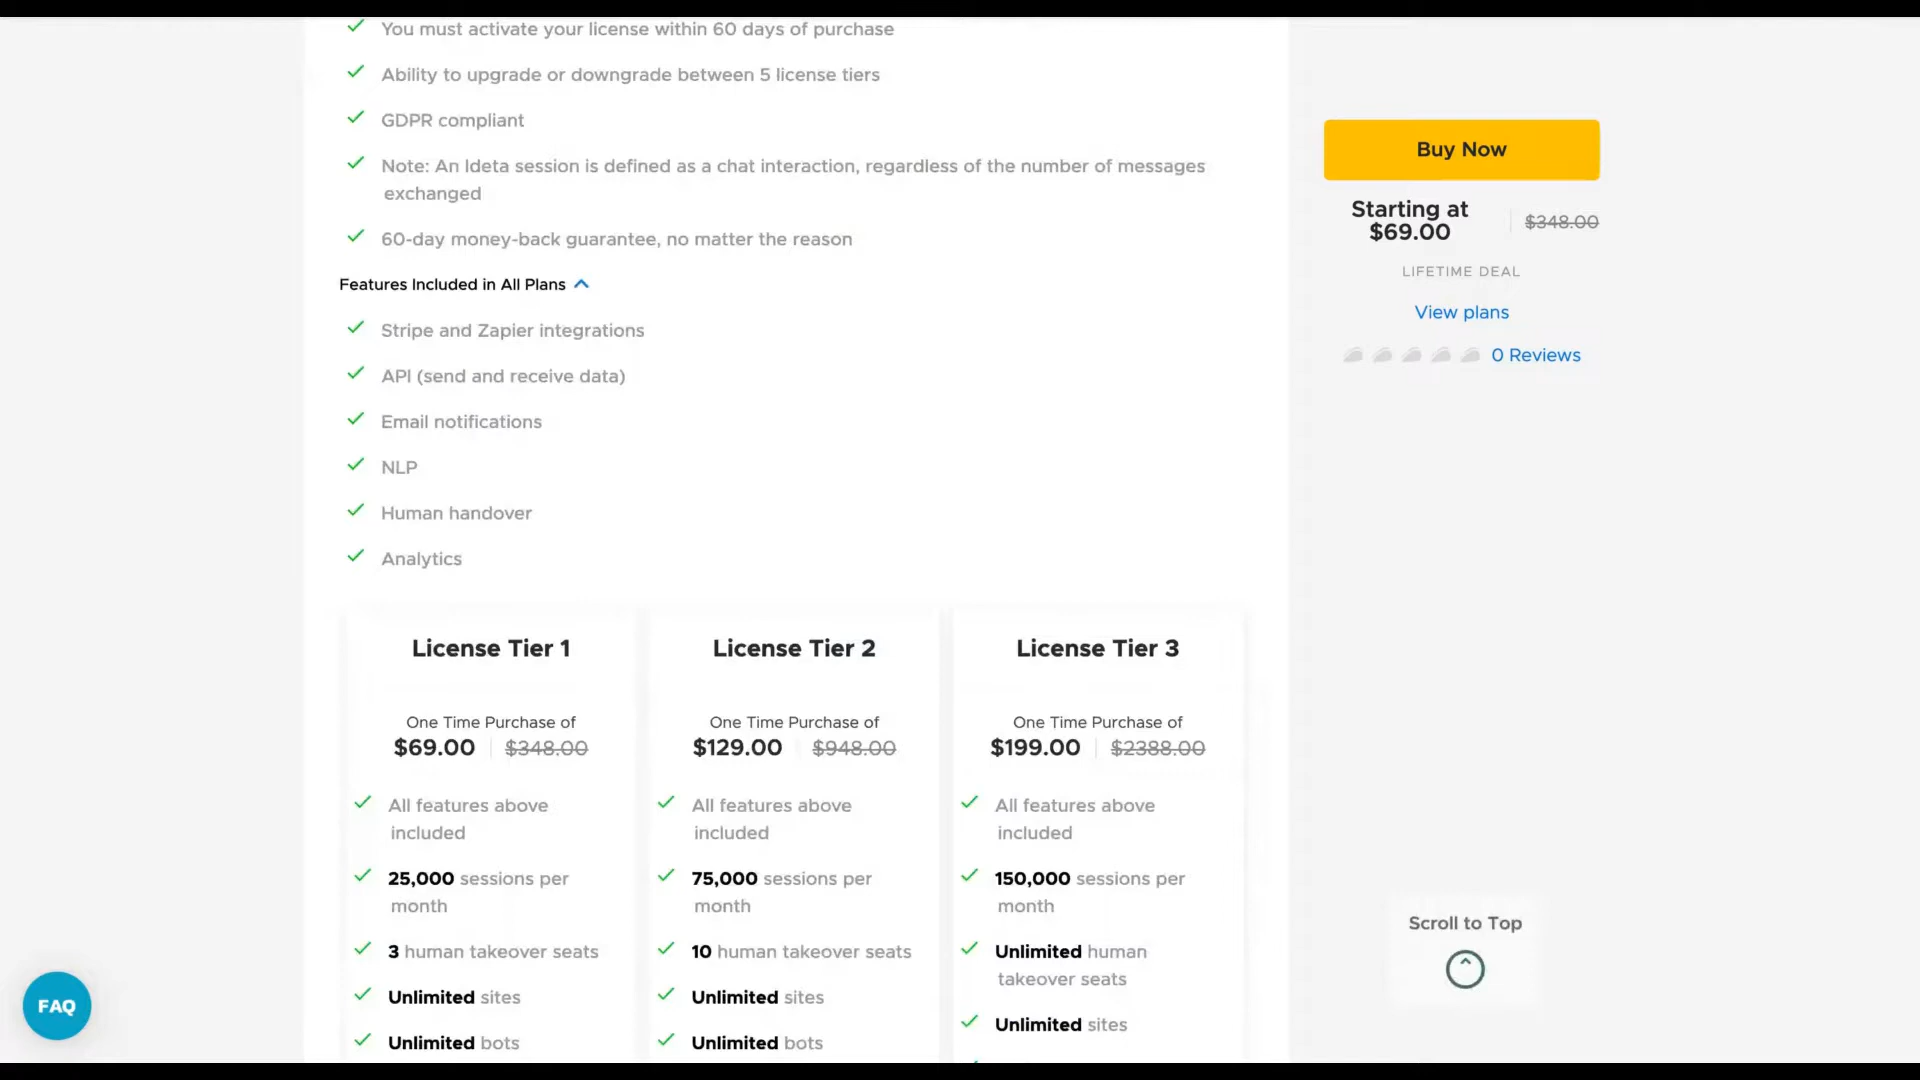 You must activate your license within 60 days of purchase
Ability to upgrade or downgrade between 5 license tiers
GDPR compliant
Note: An Ideta session is defined as a chat interaction, regardless of the number of messages
exchanged
60-day money-back guarantee, no matter the reason
Features Included in All Plans
Stripe and Zapier integrations
API (send and receive data)
Email notifications
NLP
Human handover
Analytics
License Tier 1
One Time Purchase of
$69.00 $348.00
All features above
included
25,000 sessions per
month
3 human takeover seats
Unlimited sites
Unlimited bots
License Tier 2
One Time Purchase of
$129.00 $948.00
All features above
included
75,000 sessions per
month
10 human takeover seats
Unlimited sites
Unlimited bots
License Tier 3
One Time Purchase of
$199.00 $2388.00
All features above
included
150,000 sessions per
month
Unlimited human
takeover seats
Unlimited sites
Buy Now
Starting at
$69.00
$348.00
LIFETIME DEAL
View plans
0 Reviews
Scroll to Top
FAQ